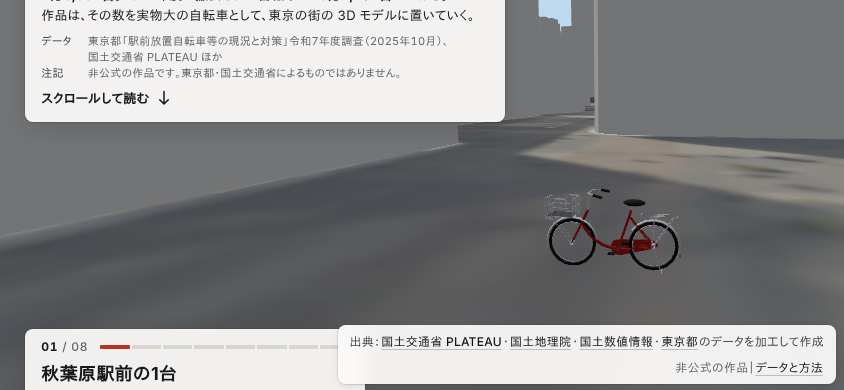 作品は、その数を実物大の自転車として、東京の街の 3D モデルに置いていく。
データ 東京都「駅前放置自転車等の現況と対策」令和7年度調査（2025年10月）、
国土交通省 PLATEAU ほか
注記 非公式の作品です。東京都・国土交通省によるものではありません。
スクロールして読む ↓
01 / 08
秋葉原駅前の1台
出典：国土交通省 PLATEAU・国土地理院・国土数値情報・東京都のデータを加工して作成
非公式の作品|データと方法